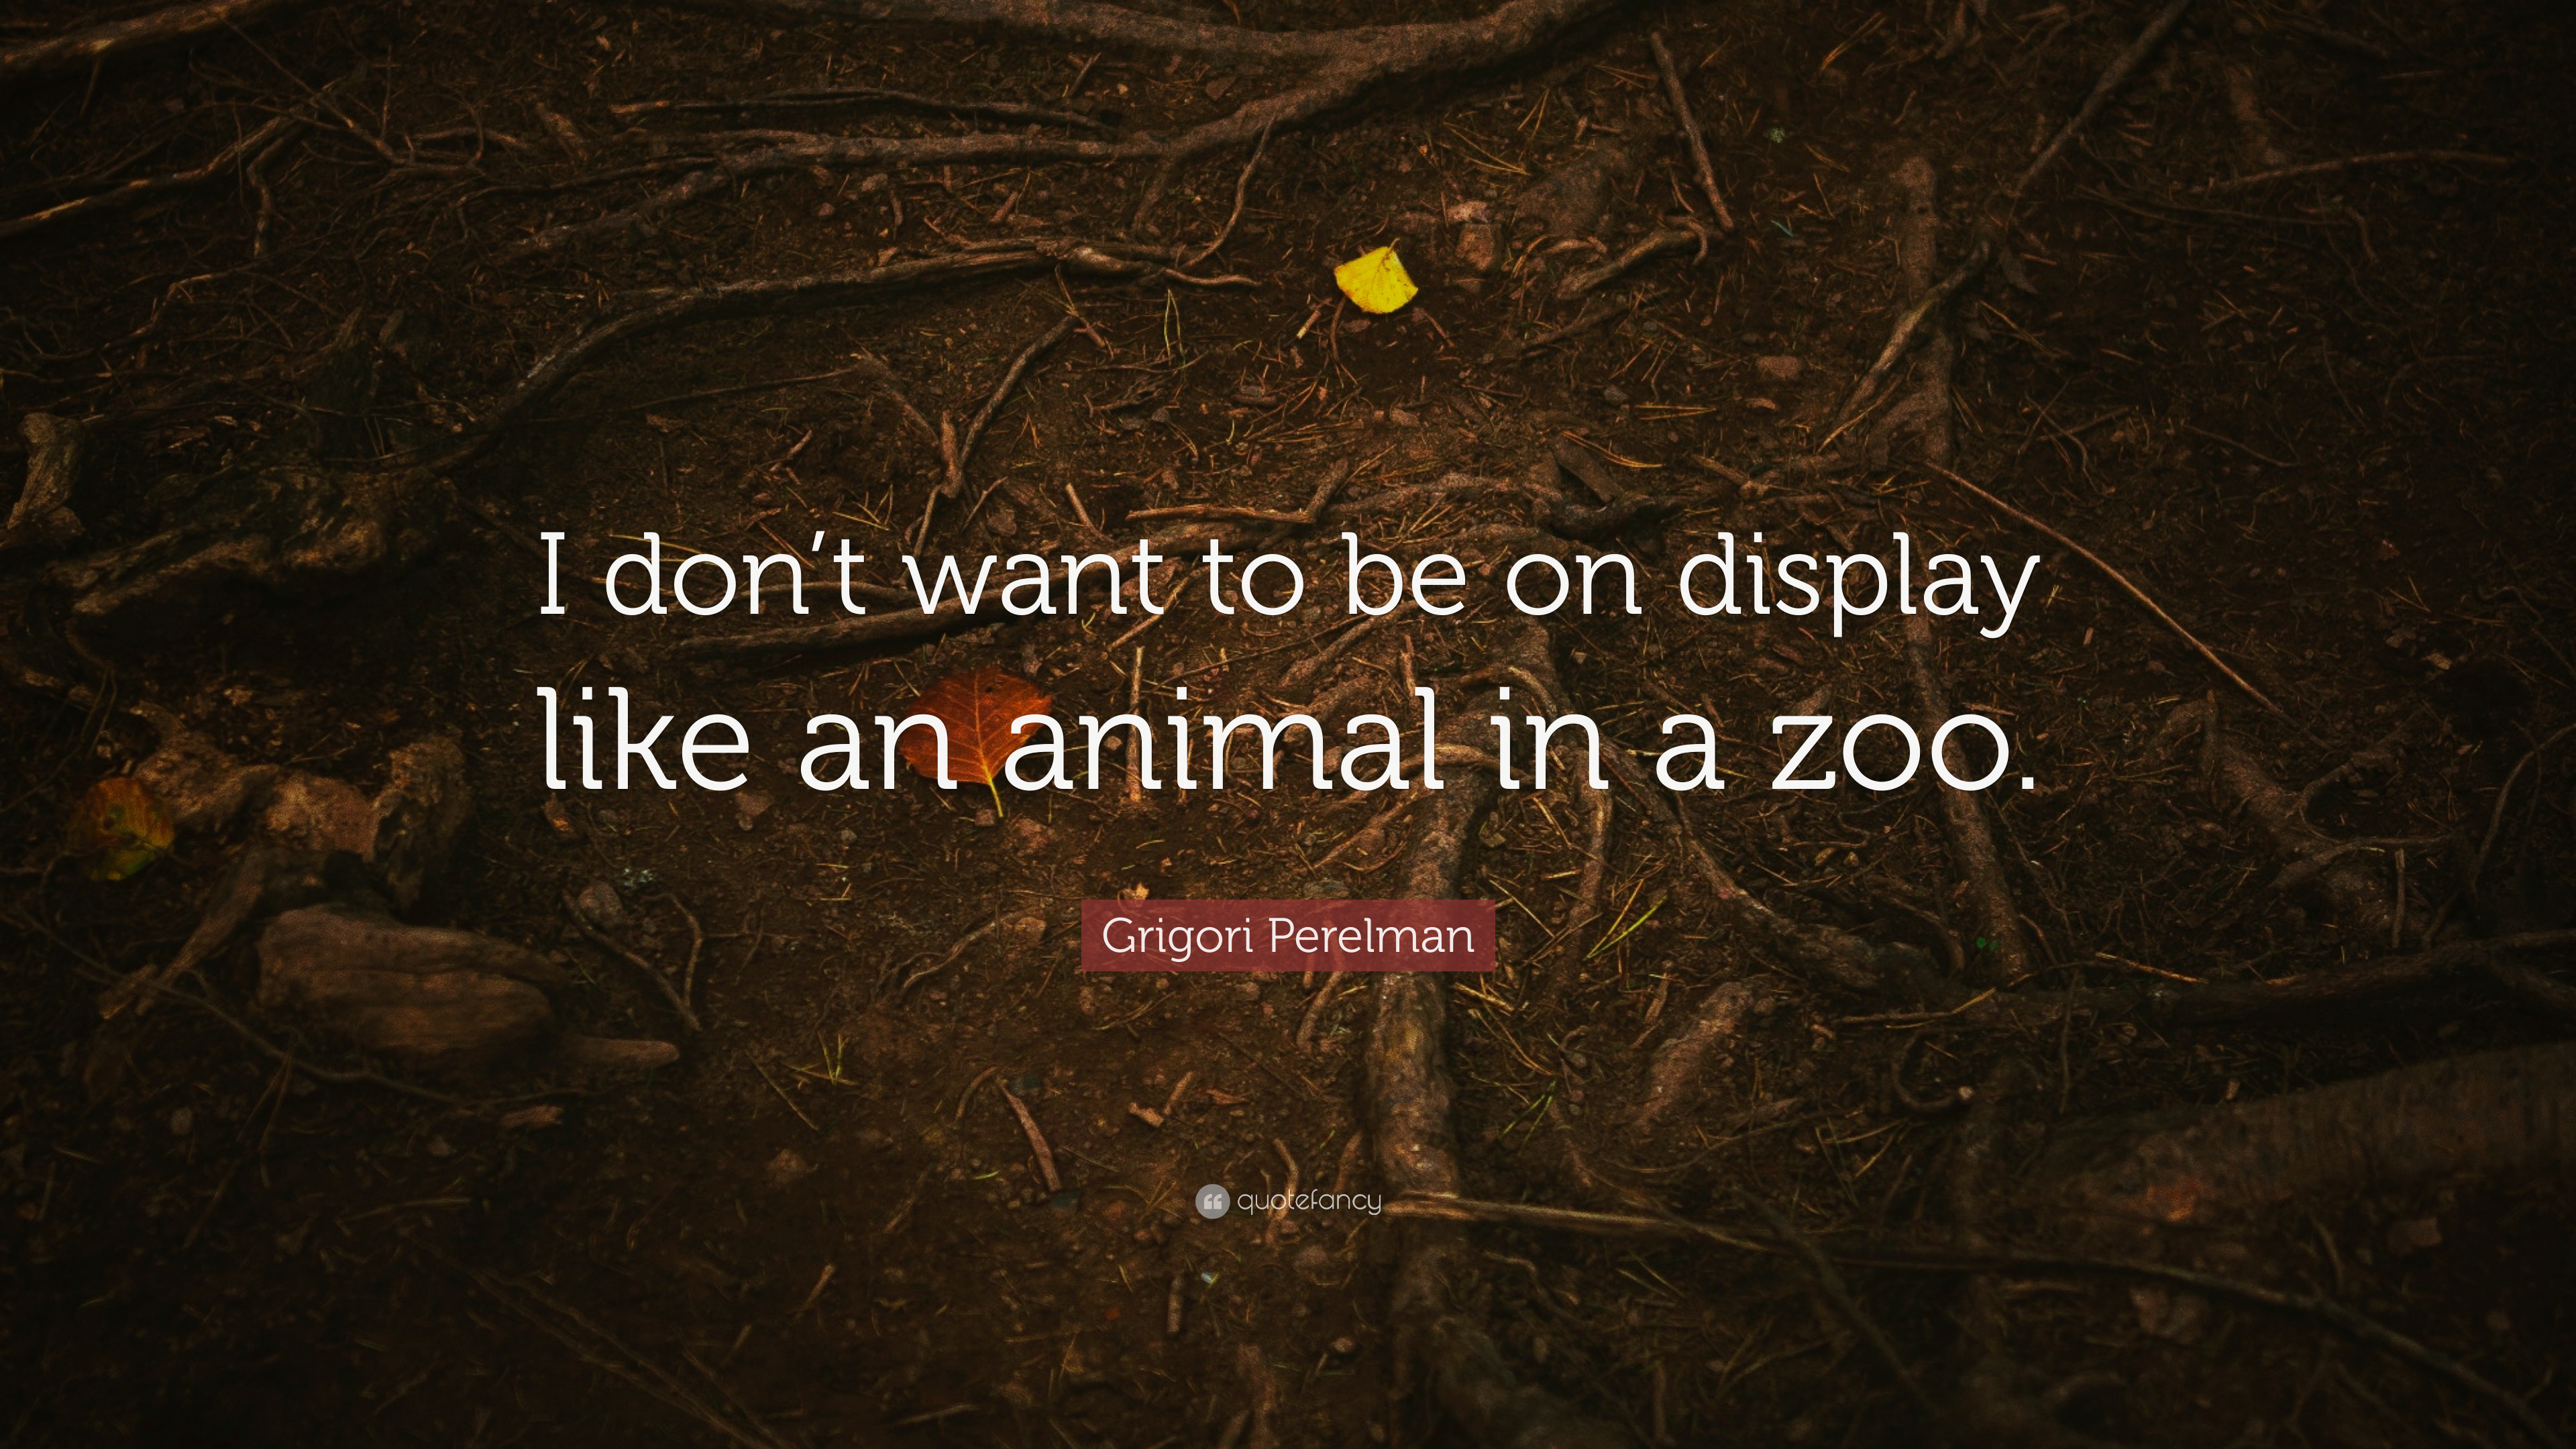 I don’t want to be on display
like an animal in a zoo.
Grigori Perelman
quotefancy